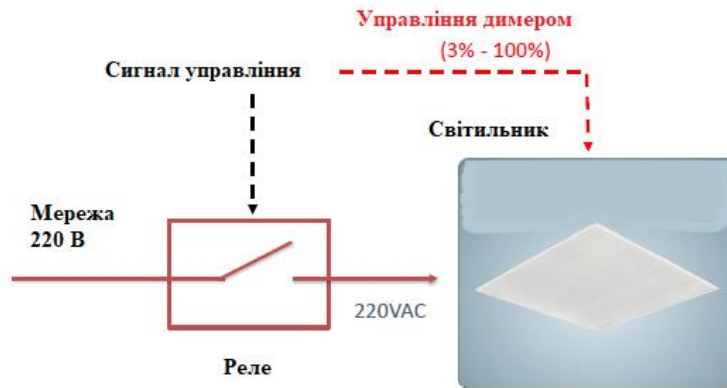 Управління димером
(3% - 100%)
Сигнал управління
Світильник
Мережа
220 В
220VAC
Реле